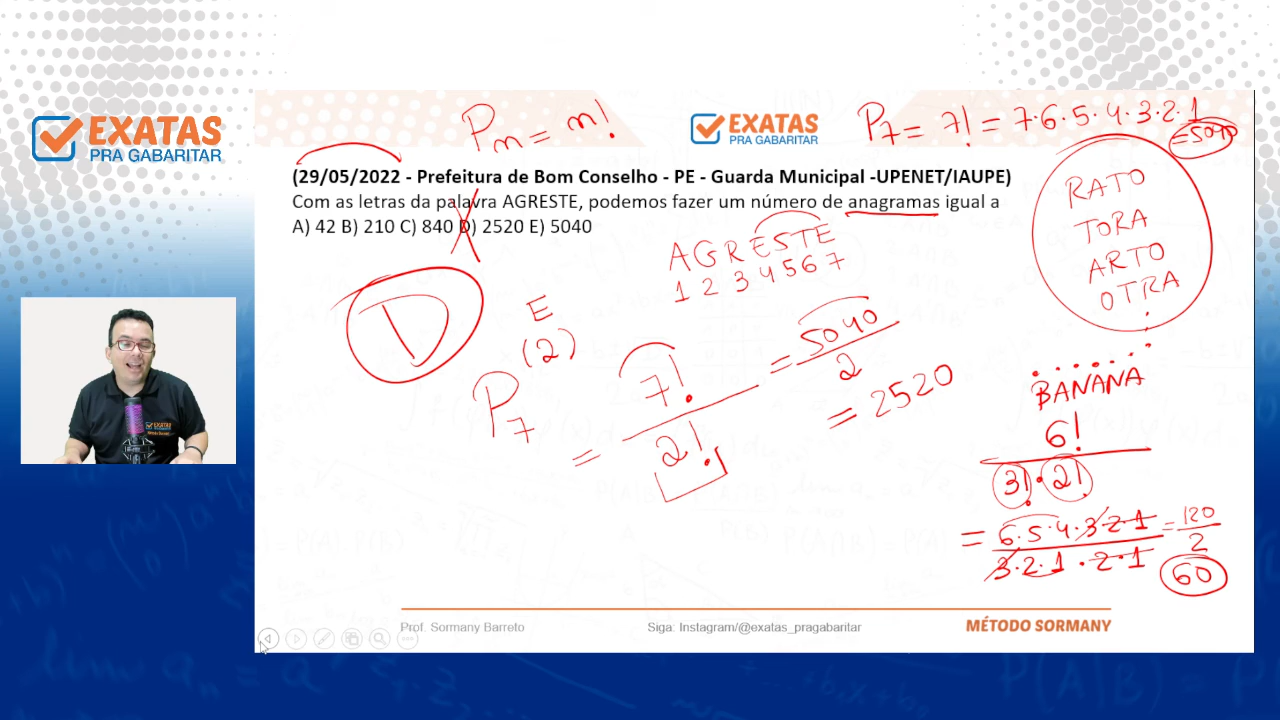 EXATAS
PRA GABARITAR
Pm = n!
EXATAS
PRA GABARITAR
P7 = 7! = 7·6·5·4·3·2·1
=5040
(29/05/2022 - Prefeitura de Bom Conselho - PE - Guarda Municipal -UPENET/IAUPE)
Com as letras da palavra AGRESTE, podemos fazer um número de anagramas igual a
A) 42 B) 210 C) 840 D) 2520 E) 5040
RATO
TORA
ARTO
OTRA
AGRESTE
1 2 3 4 5 6 7
D
E
(2)
P7 = 7!/2! = 5040/2
= 2520
BANANA
6!
3! · 2!
= 6·5·4·3·2·1 / 3·2·1·2·1 = 120/2
60
Prof. Sormany Barreto
Siga: Instagram/@exatas_pragabaritar
MÉTODO SORMANY